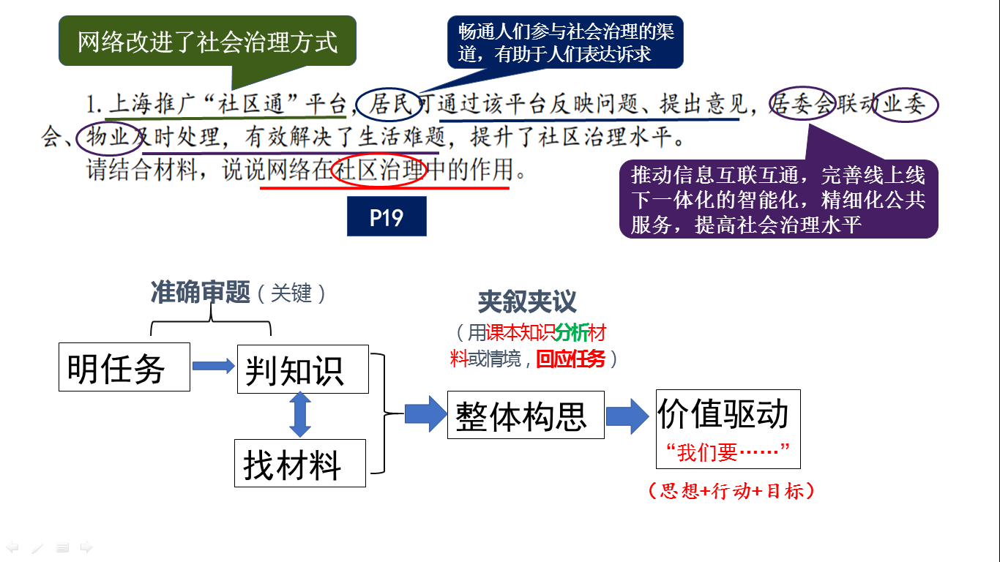 网络改进了社会治理方式
畅通人们参与社会治理的渠
道，有助于人们表达诉求
1. 上海推广“社区通”平台，居民可通过该平台反映问题、提出意见，居委会联动业委
会、物业及时处理，有效解决了生活难题，提升了社区治理水平。
请结合材料，说说网络在社区治理中的作用。
推动信息互联互通，完善线上线
下一体化的智能化，精细化公共
服务，提高社会治理水平
P19
准确审题（关键）
夹叙夹议
（用课本知识分析材
料或情境，回应任务）
明任务
判知识
找材料
整体构思
价值驱动
“我们要……”
（思想+行动+目标）